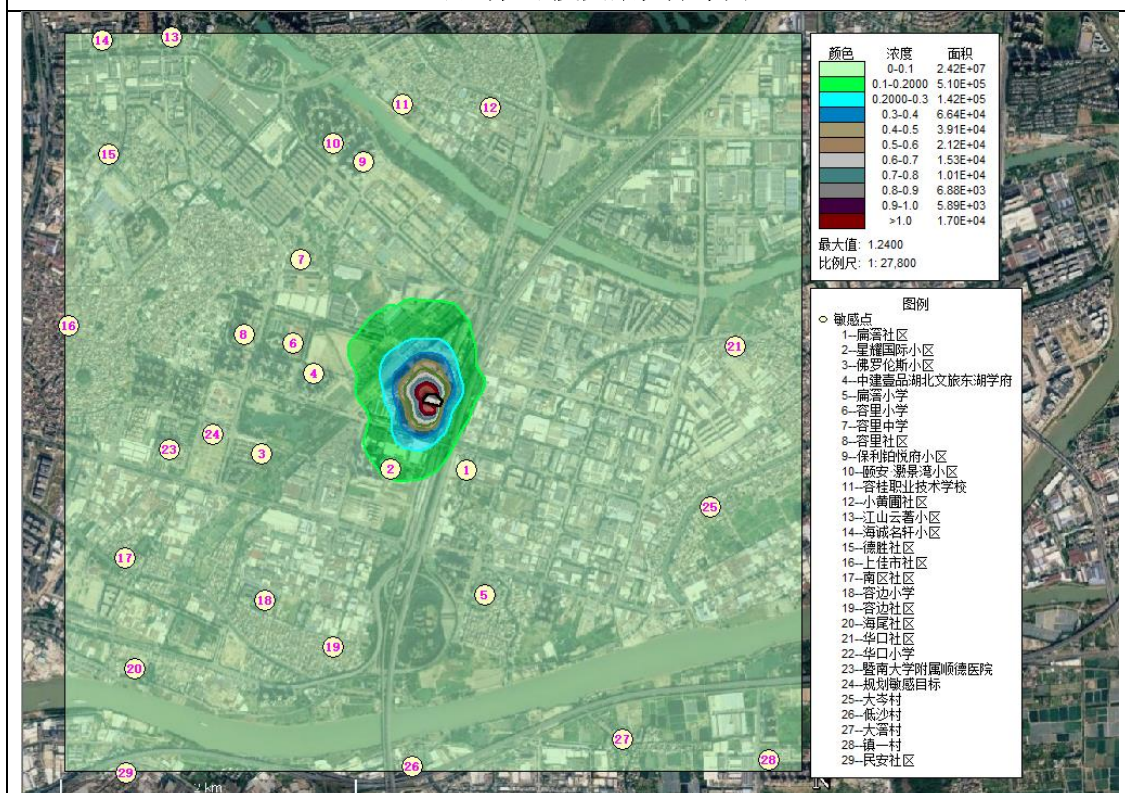 颜色 浓度 面积
0-0.1 2.42E+07
0.1-0.2000 5.10E+05
0.2000-0.3 1.42E+05
0.3-0.4 6.64E+04
0.4-0.5 3.91E+04
0.5-0.6 2.12E+04
0.6-0.7 1.53E+04
0.7-0.8 1.01E+04
0.8-0.9 6.88E+03
0.9-1.0 5.89E+03
>1.0 1.70E+04
最大值: 1.2400
比例尺: 1: 27,800
图例
敏感点
1--扁滘社区
2--星耀国际小区
3--佛罗伦斯小区
4--中建壹品湖北文旅东湖学府
5--扁滘小学
6--容里小学
7--容里中学
8--容里社区
9--保利铂悦府小区
10--颐安·灏景湾小区
11--容桂职业技术学校
12--小黄圃社区
13--江山云著小区
14--海诚名轩小区
15--德胜社区
16--上佳市社区
17--南区社区
18--容边小学
19--容边社区
20--海尾社区
21--华口社区
22--华口小学
23--暨南大学附属顺德医院
24--规划敏感目标
25--大岑村
26--低沙村
27--大滘村
28--镇一村
29--民安社区
14
13
11
12
10
9
15
7
16
8
6
21
4
24
23
3
2
1
25
17
18
5
19
20
27
26
28
29
2 km